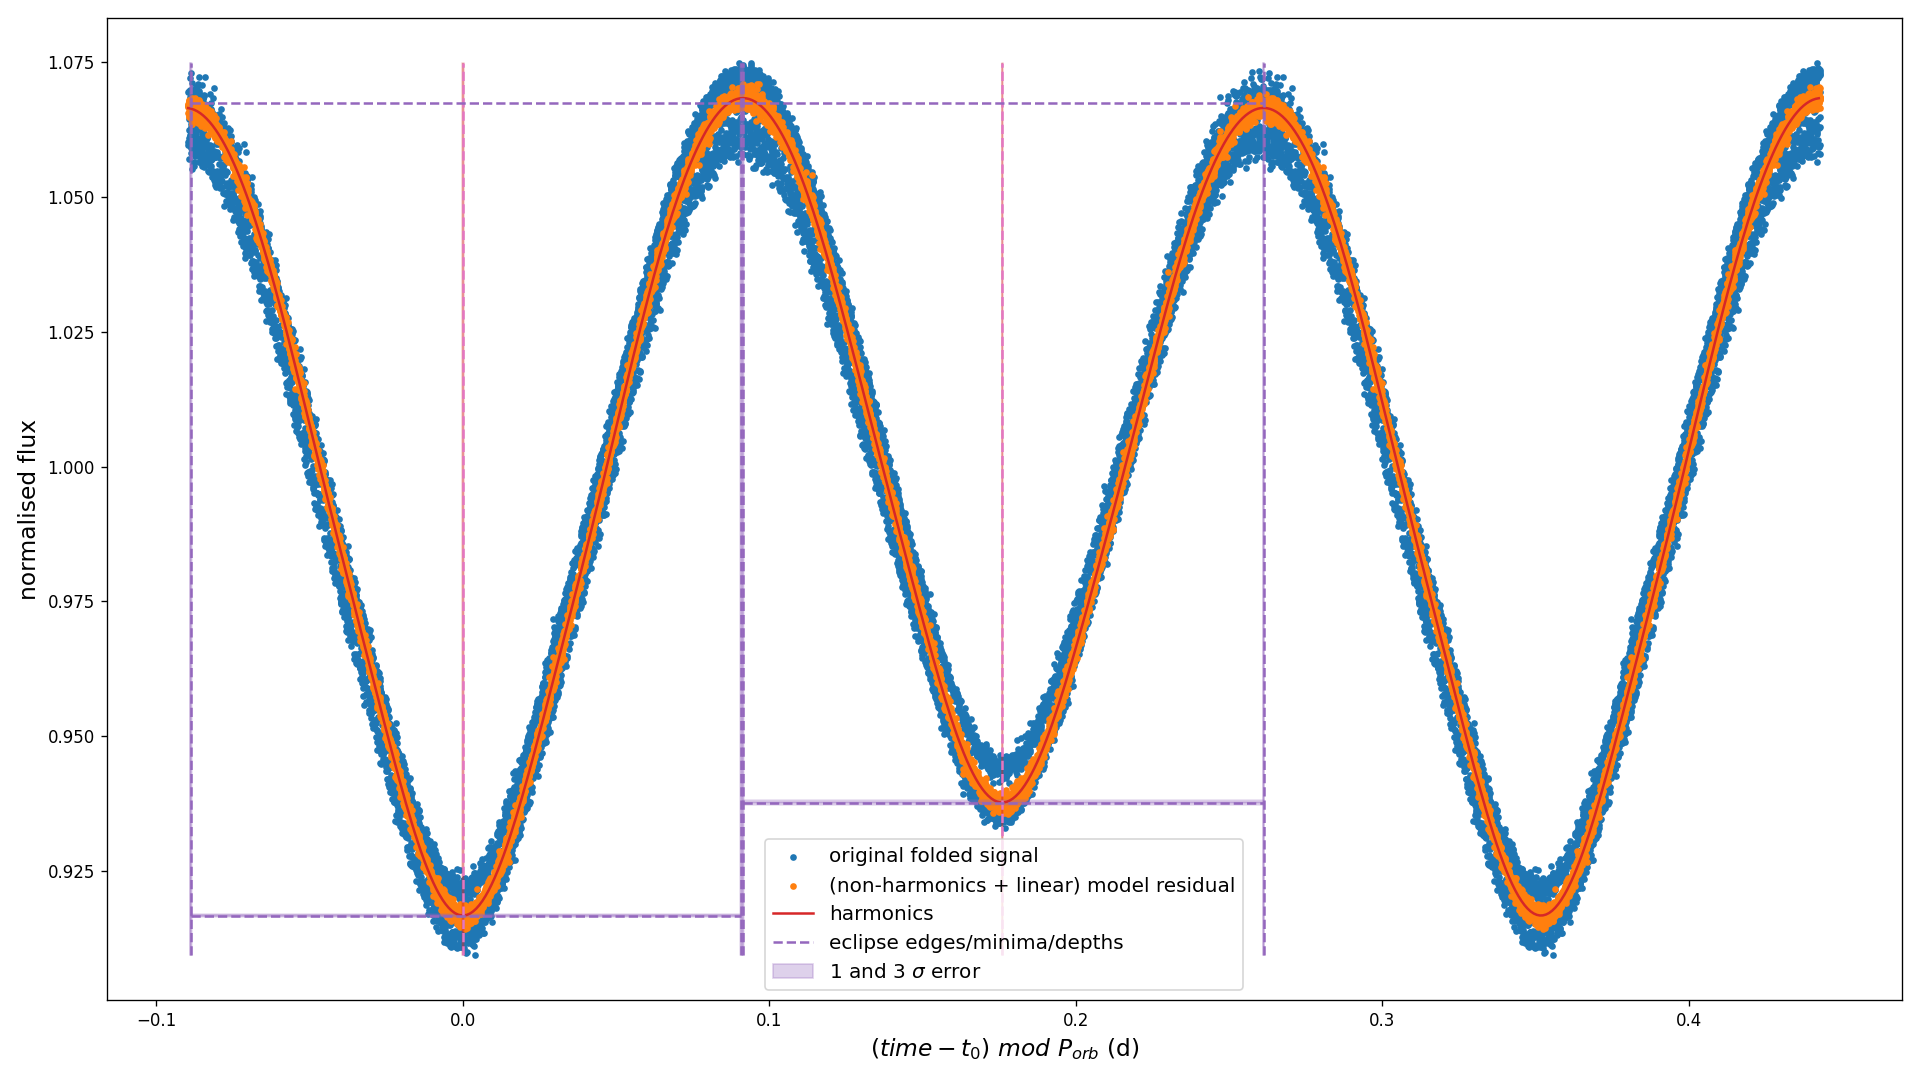 1.075
1.050
1.025
1.000
0.975
0.950
0.925
normalised flux
original folded signal
(non-harmonics + linear) model residual
harmonics
eclipse edges/minima/depths
1 and 3 σ error
−0.1 0.0 0.1 0.2 0.3 0.4
(time − t₀) mod P_orb (d)